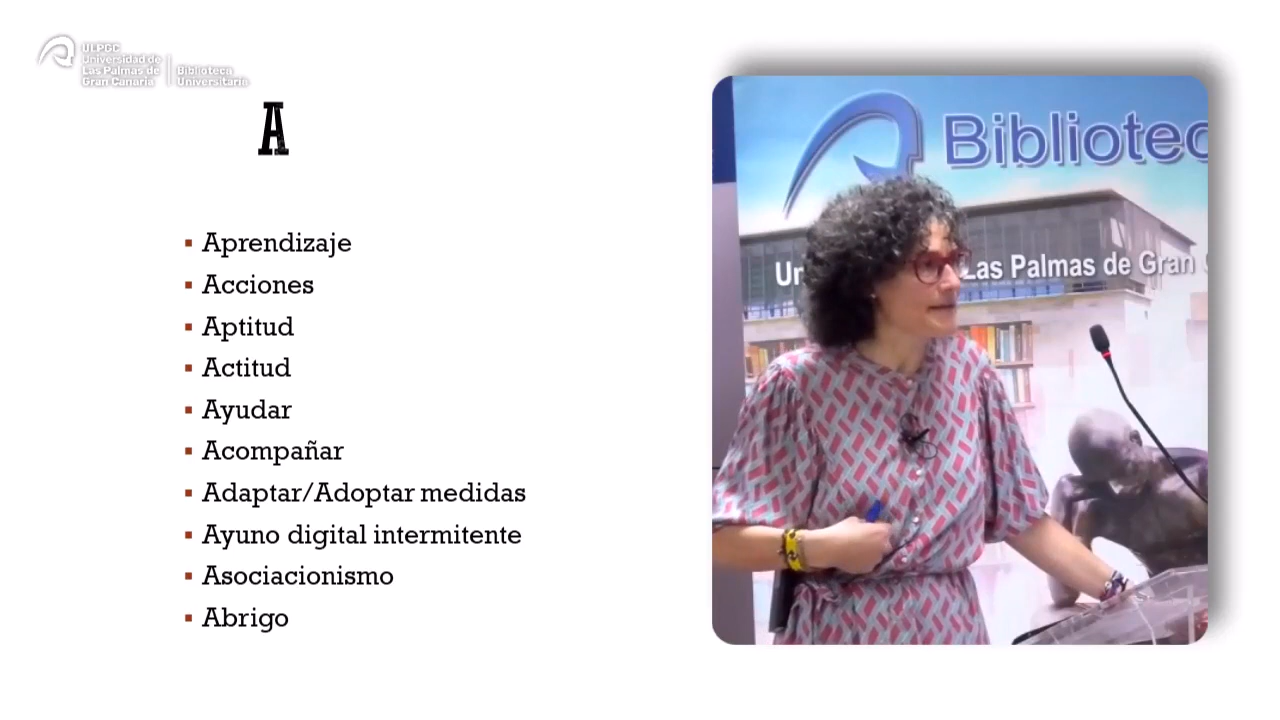 ULPGC
Universidad de
Las Palmas de
Gran Canaria
Biblioteca
Universitaria
A
▪ Aprendizaje
▪ Acciones
▪ Aptitud
▪ Actitud
▪ Ayudar
▪ Acompañar
▪ Adaptar/Adoptar medidas
▪ Ayuno digital intermitente
▪ Asociacionismo
▪ Abrigo
Bibliotec
Un Las Palmas de Gran